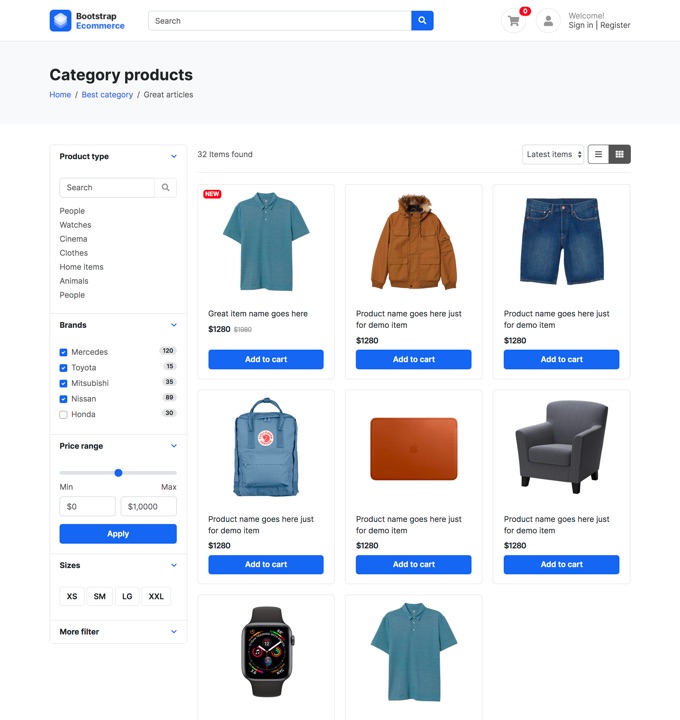 Bootstrap
Ecommerce
Search
0
Welcome!
Sign in | Register
Category products
Home / Best category / Great articles
Product type
Search
People
Watches
Cinema
Clothes
Home items
Animals
People
Brands
Mercedes 120
Toyota 15
Mitsubishi 35
Nissan 89
Honda 30
Price range
Min Max
$0 $1,0000
Apply
Sizes
XS SM LG XXL
More filter
32 Items found
Latest items
NEW
Great item name goes here
$1280 $1980
Add to cart
Product name goes here just
for demo item
$1280
Add to cart
Product name goes here just
for demo item
$1280
Add to cart
Product name goes here just
for demo item
$1280
Add to cart
Product name goes here just
for demo item
$1280
Add to cart
Product name goes here just
for demo item
$1280
Add to cart